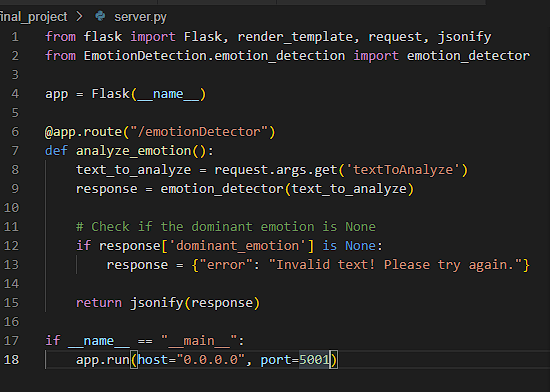 final_project > server.py
1 from flask import Flask, render_template, request, jsonify
2 from EmotionDetection.emotion_detection import emotion_detector
3
4 app = Flask(__name__)
5
6 @app.route("/emotionDetector")
7 def analyze_emotion():
8     text_to_analyze = request.args.get('textToAnalyze')
9     response = emotion_detector(text_to_analyze)
10
11     # Check if the dominant emotion is None
12     if response['dominant_emotion'] is None:
13         response = {"error": "Invalid text! Please try again."}
14
15     return jsonify(response)
16
17 if __name__ == "__main__":
18     app.run(host="0.0.0.0", port=5001)